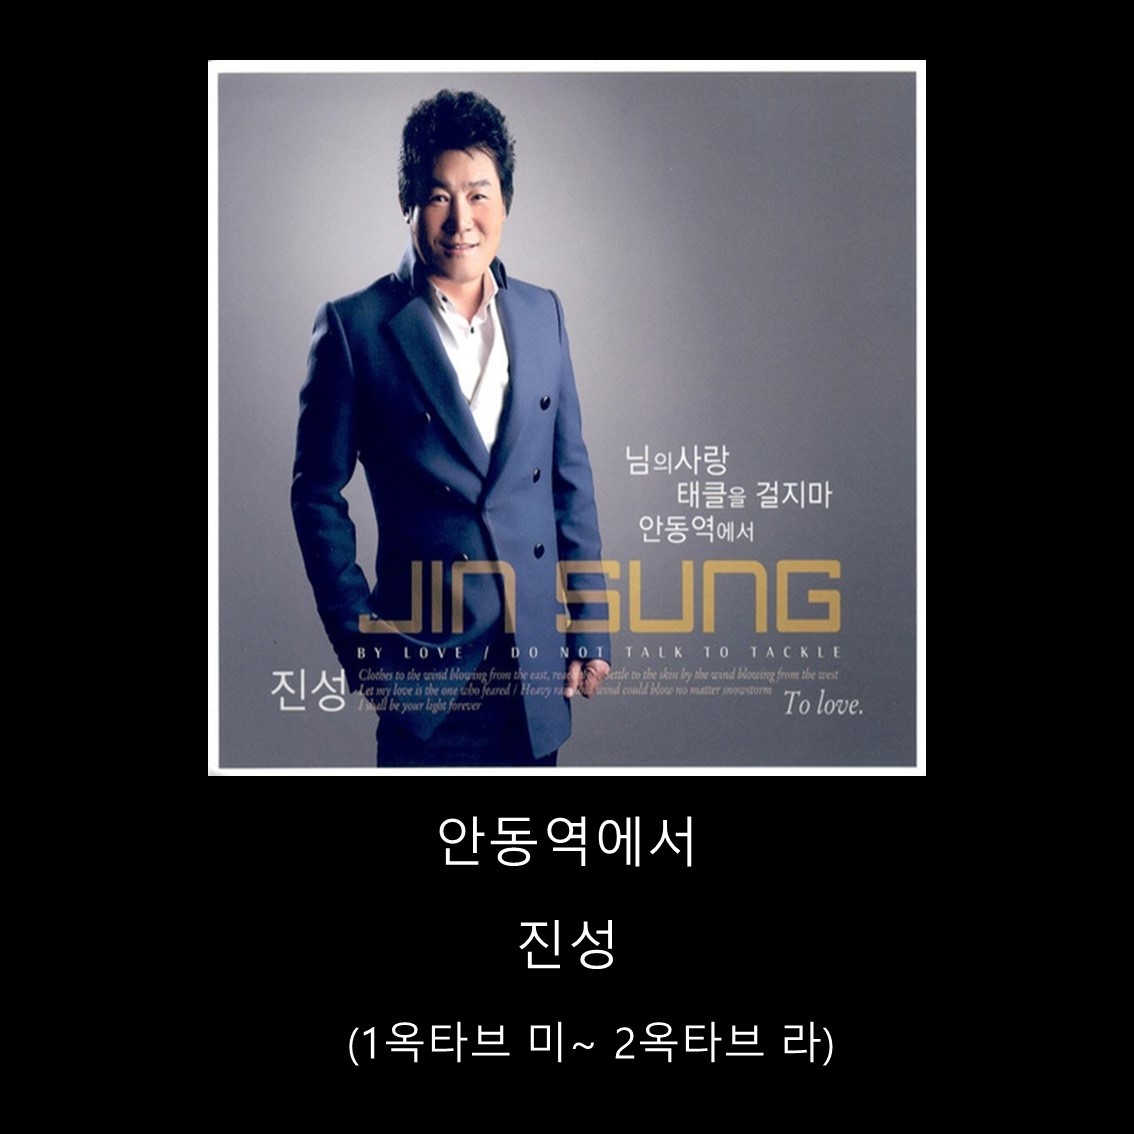 님의사랑
태클을 걸지마
안동역에서
JIN SUNG
BY LOVE / DO NOT TALK TO TACKLE
진성
Clothes to the wind blowing from the east, Settle to the skin by the wind blowing from the west
Let my love is the one who feared / Heavy wind could blow no matter snowstorm
I shall be your light forever
To love.
안동역에서
진성
(1옥타브 미~ 2옥타브 라)